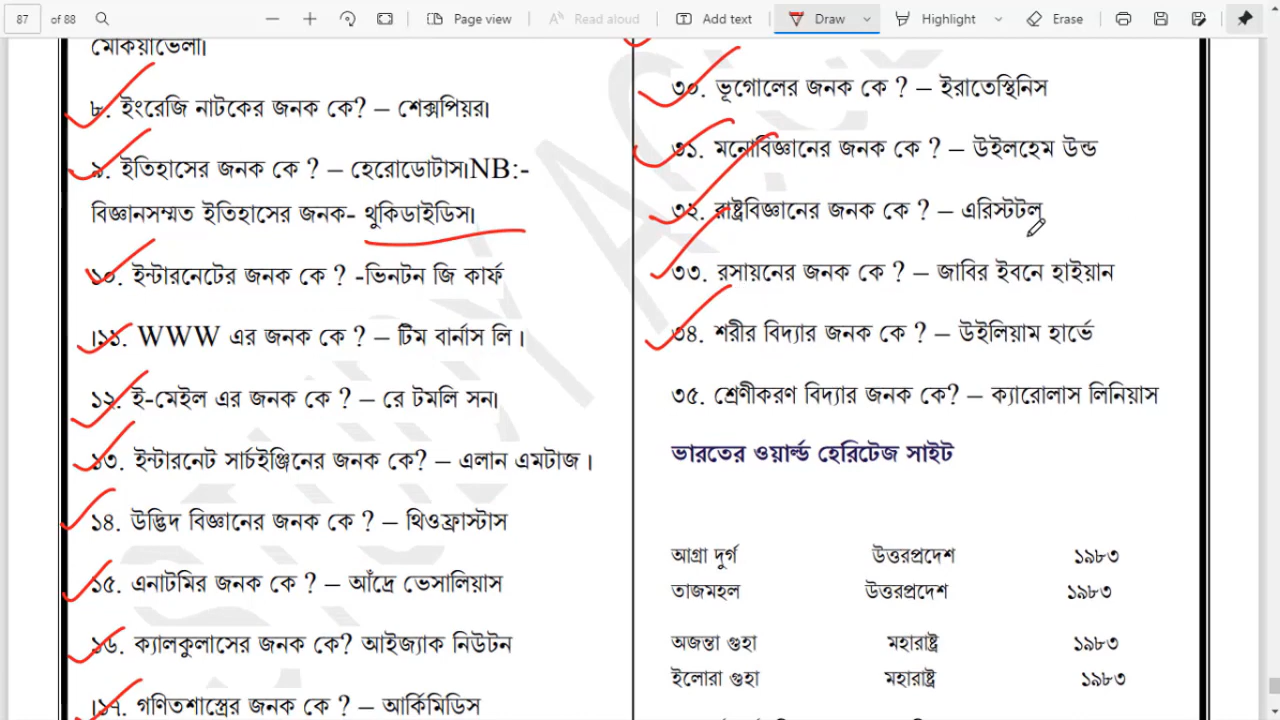 87 of 88 Page view Read aloud Add text Draw Highlight Erase
মেকিয়াভেলী।
৮. ইংরেজি নাটকের জনক কে? – শেক্সপিয়র।
৯. ইতিহাসের জনক কে ? – হেরোডোটাস।NB:-
বিজ্ঞানসম্মত ইতিহাসের জনক- থুকিডাইডিস।
১০. ইন্টারনেটের জনক কে ? -ভিনটন জি কার্ফ
।১১. WWW এর জনক কে ? – টিম বার্নাস লি।
১২. ই-মেইল এর জনক কে ? – রে টমলি সন।
১৩. ইন্টারনেট সার্চইঞ্জিনের জনক কে? – এলান এমটাজ।
১৪. উদ্ভিদ বিজ্ঞানের জনক কে ? – থিওফ্রাস্টাস
১৫. এনাটমির জনক কে ? – আঁদ্রে ভেসালিয়াস
১৬. ক্যালকুলাসের জনক কে? আইজ্যাক নিউটন
।১৭. গণিতশাস্ত্রের জনক কে ? – আর্কিমিডিস
৩০. ভূগোলের জনক কে ? – ইরাতেস্থিনিস
৩১. মনোবিজ্ঞানের জনক কে ? – উইলহেম উন্ড
৩২. রাষ্ট্রবিজ্ঞানের জনক কে ? – এরিস্টটল
৩৩. রসায়নের জনক কে ? – জাবির ইবনে হাইয়ান
৩৪. শরীর বিদ্যার জনক কে ? – উইলিয়াম হার্ভে
৩৫. শ্রেণীকরণ বিদ্যার জনক কে? – ক্যারোলাস লিনিয়াস
ভারতের ওয়ার্ল্ড হেরিটেজ সাইট
আগ্রা দুর্গ উত্তরপ্রদেশ ১৯৮৩
তাজমহল উত্তরপ্রদেশ ১৯৮৩
অজন্তা গুহা মহারাষ্ট্র ১৯৮৩
ইলোরা গুহা মহারাষ্ট্র ১৯৮৩